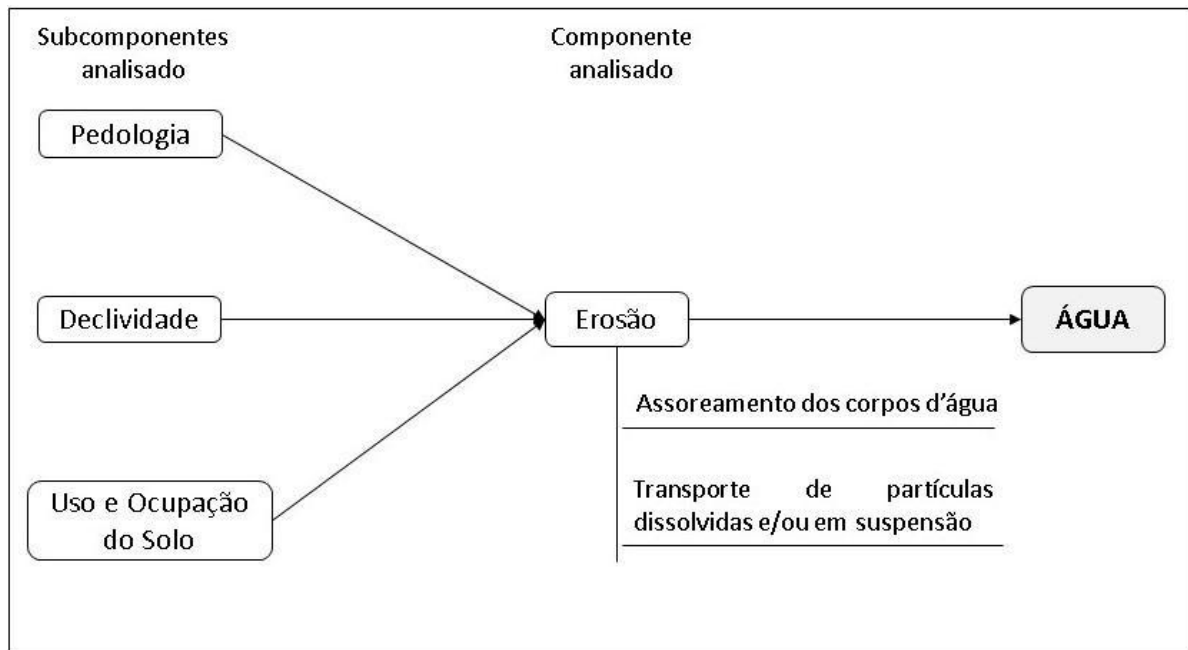 Subcomponentes
analisado
Componente
analisado
Pedologia
Declividade
Erosão
ÁGUA
Assoreamento dos corpos d'água
Uso e Ocupação
do Solo
Transporte de partículas
dissolvidas e/ou em suspensão